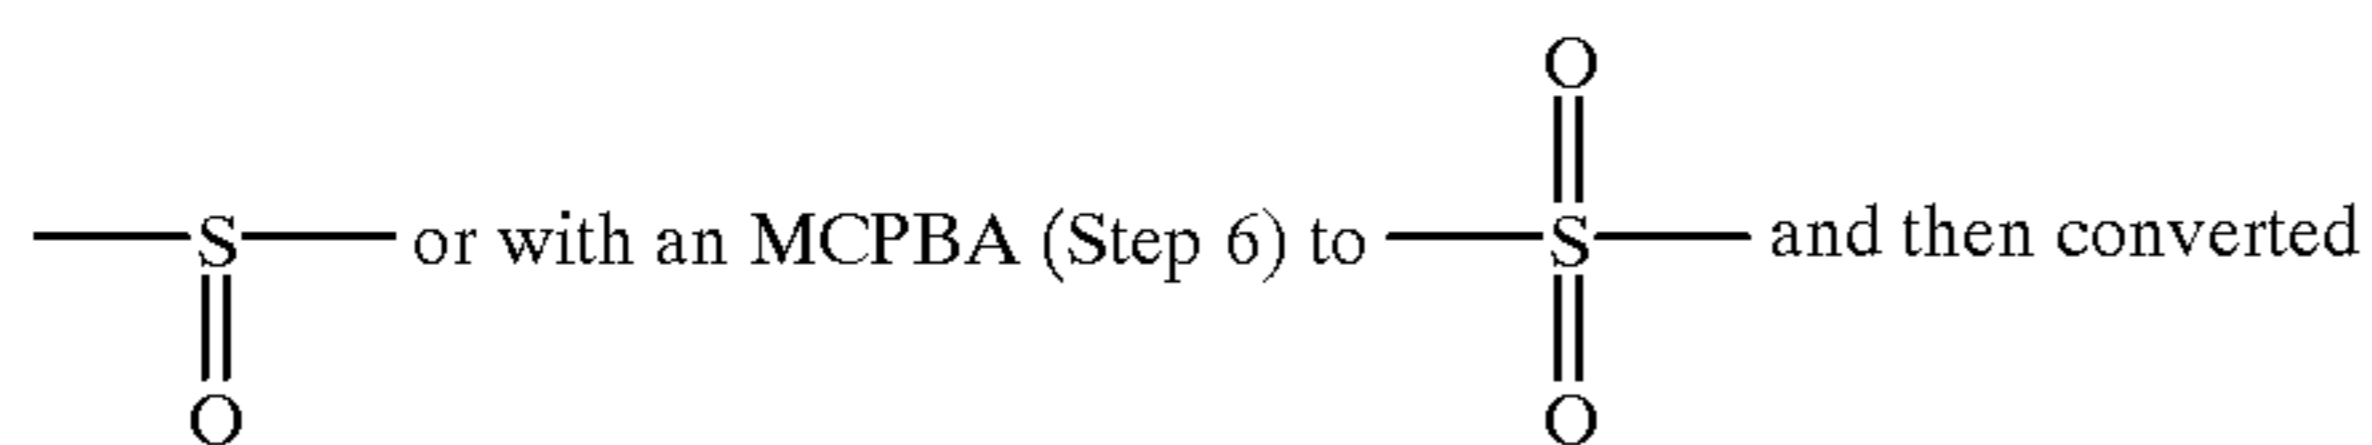 O
S or with an MCPBA (Step 6) to S and then converted
O O